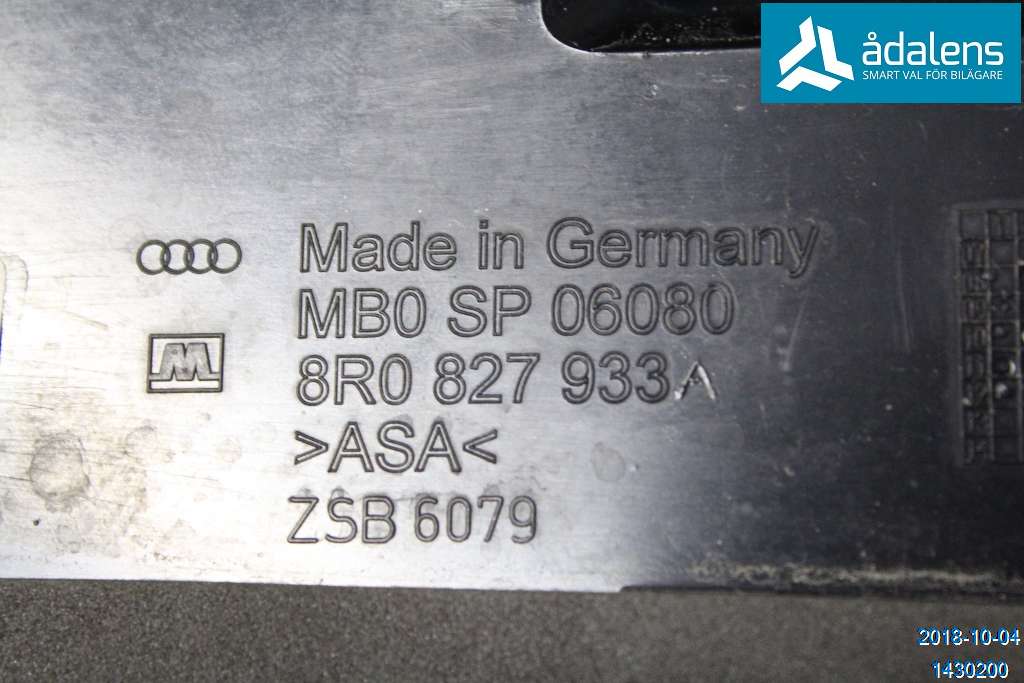 ådalens
SMART VAL FÖR BILÄGARE
Made in Germany
MB0 SP 06080
8R0 827 933A
>ASA<
ZSB 6079
2018-10-04
1430200